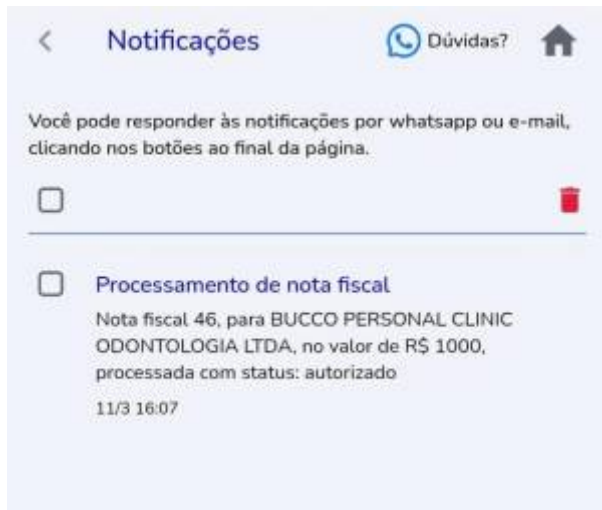 Notificações
Dúvidas?
Você pode responder às notificações por whatsapp ou e-mail,
clicando nos botões ao final da página.
Processamento de nota fiscal
Nota fiscal 46, para BUCCO PERSONAL CLINIC
ODONTOLOGIA LTDA, no valor de R$ 1000,
processada com status: autorizado
11/3 16:07